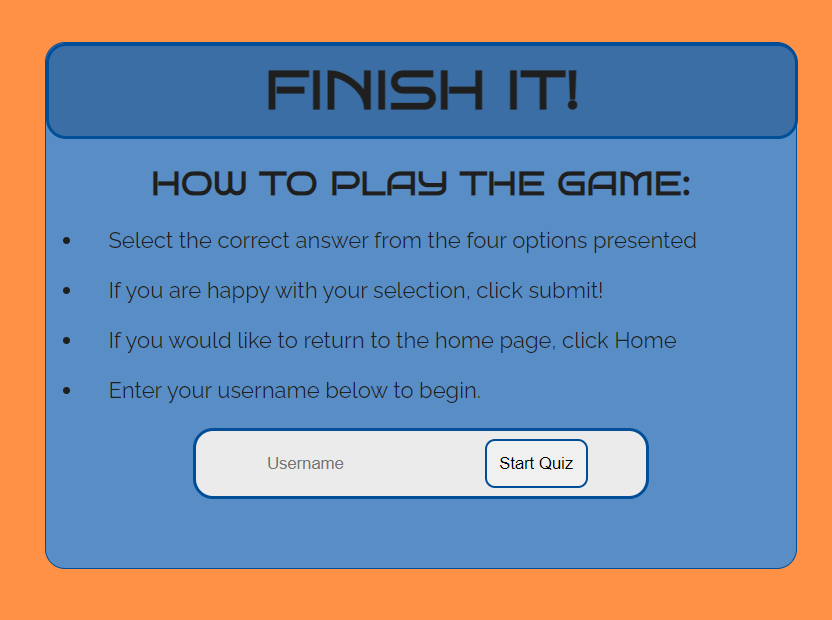 FINISH IT!
HOW TO PLAY THE GAME:
• Select the correct answer from the four options presented
• If you are happy with your selection, click submit!
• If you would like to return to the home page, click Home
• Enter your username below to begin.
Username Start Quiz